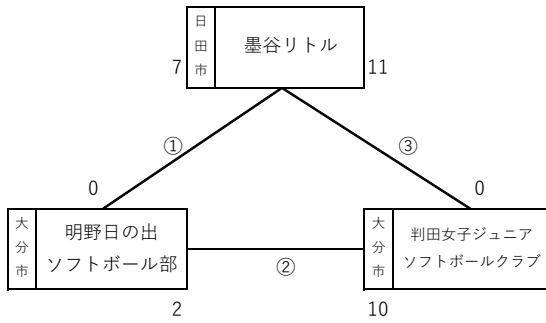 日田市
墨谷リトル
7
11
①
③
0
0
大分市
明野日の出
ソフトボール部
大分市
判田女子ジュニア
ソフトボールクラブ
②
2
10